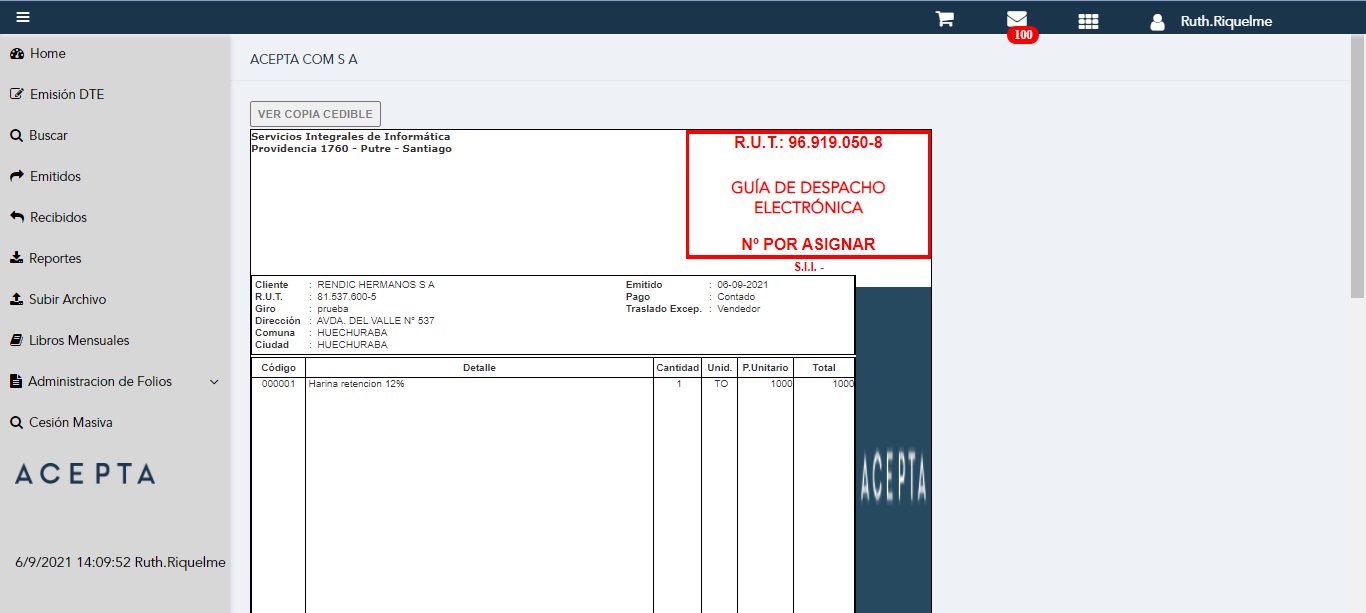 Ruth.Riquelme
100
Home
Emisión DTE
Buscar
Emitidos
Recibidos
Reportes
Subir Archivo
Libros Mensuales
Administracion de Folios
Cesión Masiva
ACEPTA
6/9/2021 14:09:52 Ruth.Riquelme
ACEPTA COM S A
VER COPIA CEDIBLE
Servicios Integrales de Informática
Providencia 1760 - Putre - Santiago
R.U.T.: 96.919.050-8
GUÍA DE DESPACHO
ELECTRÓNICA
Nº POR ASIGNAR
S.I.I. -
Cliente : RENDIC HERMANOS S A
R.U.T. : 81.537.600-5
Giro : prueba
Dirección : AVDA. DEL VALLE N° 537
Comuna : HUECHURABA
Ciudad : HUECHURABA
Emitido : 06-09-2021
Pago : Contado
Traslado Excep. : Vendedor
Código Detalle Cantidad Unid. P.Unitario Total
000001 Harina retencion 12% 1 TO 1000 1000
ACEPTA